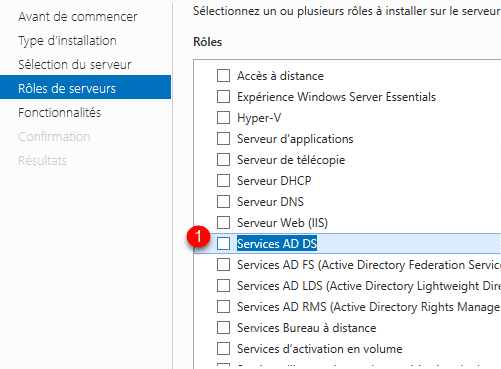 Avant de commencer
Type d'installation
Sélection du serveur
Rôles de serveurs
Fonctionnalités
Confirmation
Résultats
Sélectionnez un ou plusieurs rôles à installer sur le serveur
Rôles
Accès à distance
Expérience Windows Server Essentials
Hyper-V
Serveur d'applications
Serveur de télécopie
Serveur DHCP
Serveur DNS
Serveur Web (IIS)
1
Services AD DS
Services AD FS (Active Directory Federation Service
Services AD LDS (Active Directory Lightweight Dire
Services AD RMS (Active Directory Rights Manage
Services Bureau à distance
Services d'activation en volume